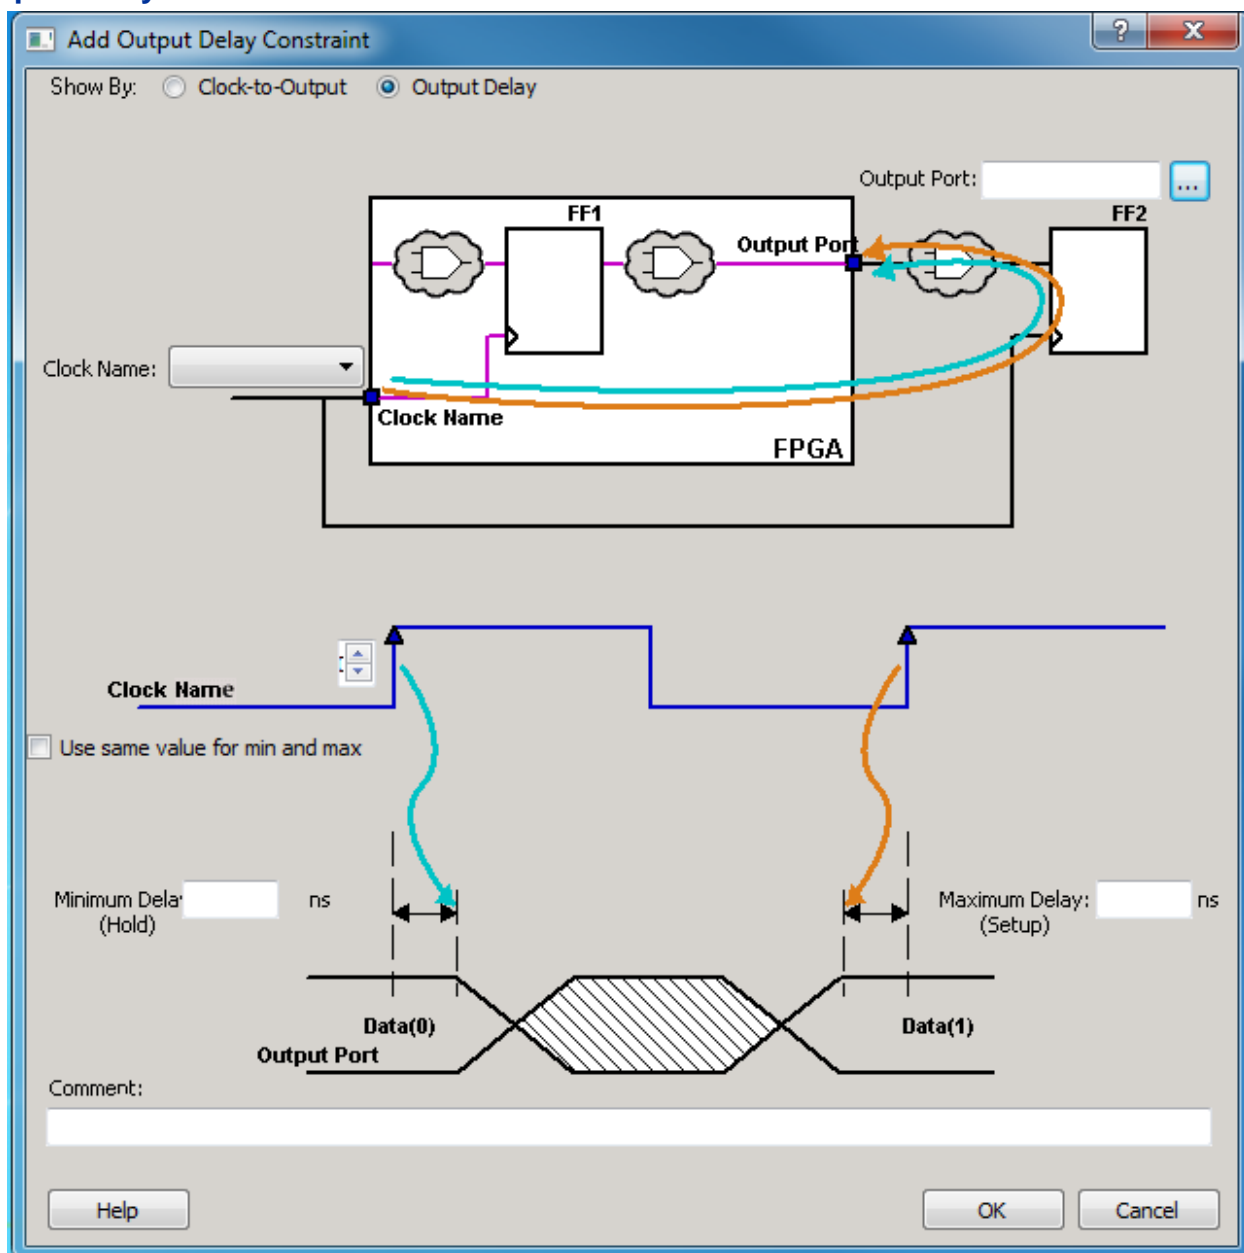 Add Output Delay Constraint
Show By: Clock-to-Output Output Delay
Output Port: ...
FF1 FF2
Output Port
Clock Name:
Clock Name
FPGA
Clock Name
Use same value for min and max
Minimum Dela ns Maximum Delay: ns
(Hold) (Setup)
Data(0) Data(1)
Output Port
Comment:
Help OK Cancel